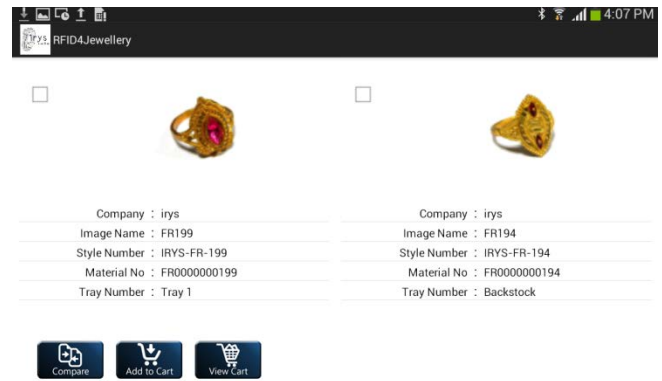 4:07 PM
irys
RFID4Jewellery
Company : irys
Image Name : FR199
Style Number : IRYS-FR-199
Material No : FR0000000199
Tray Number : Tray 1
Company : irys
Image Name : FR194
Style Number : IRYS-FR-194
Material No : FR0000000194
Tray Number : Backstock
Compare
Add to Cart
View Cart